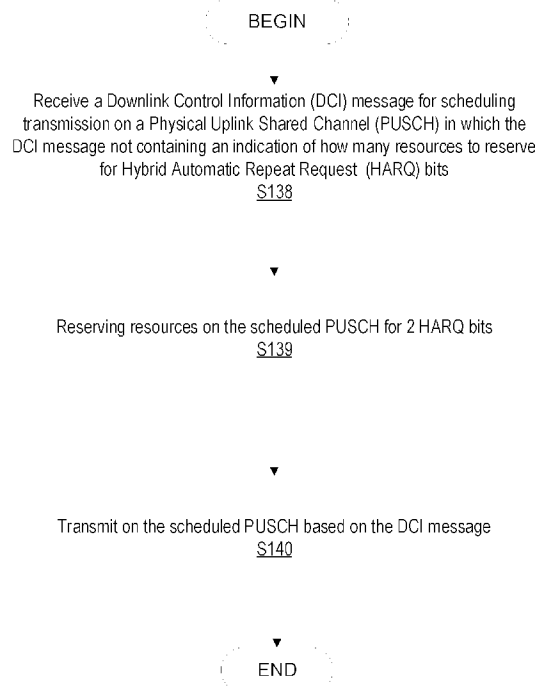 BEGIN
Receive a Downlink Control Information (DCI) message for scheduling
transmission on a Physical Uplink Shared Channel (PUSCH) in which the
DCI message not containing an indication of how many resources to reserve
for Hybrid Automatic Repeat Request (HARQ) bits
S138
Reserving resources on the scheduled PUSCH for 2 HARQ bits
S139
Transmit on the scheduled PUSCH based on the DCI message
S140
END